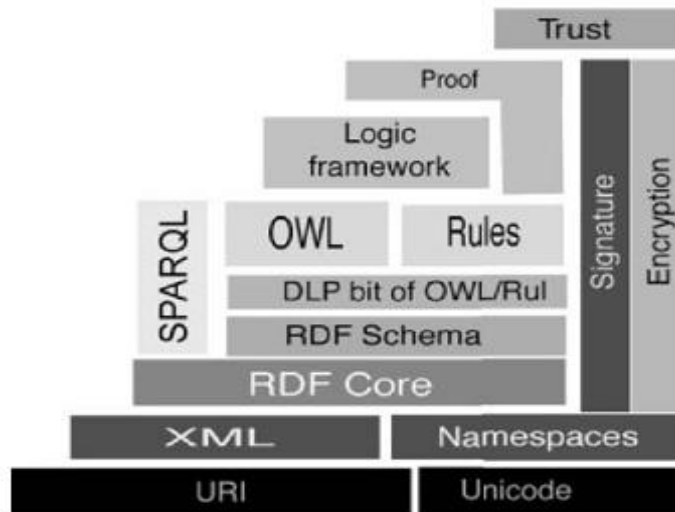 Trust
Proof
Logic
framework
Signature
Encryption
SPARQL
OWL
Rules
DLP bit of OWL/Rul
RDF Schema
RDF Core
XML
Namespaces
URI
Unicode